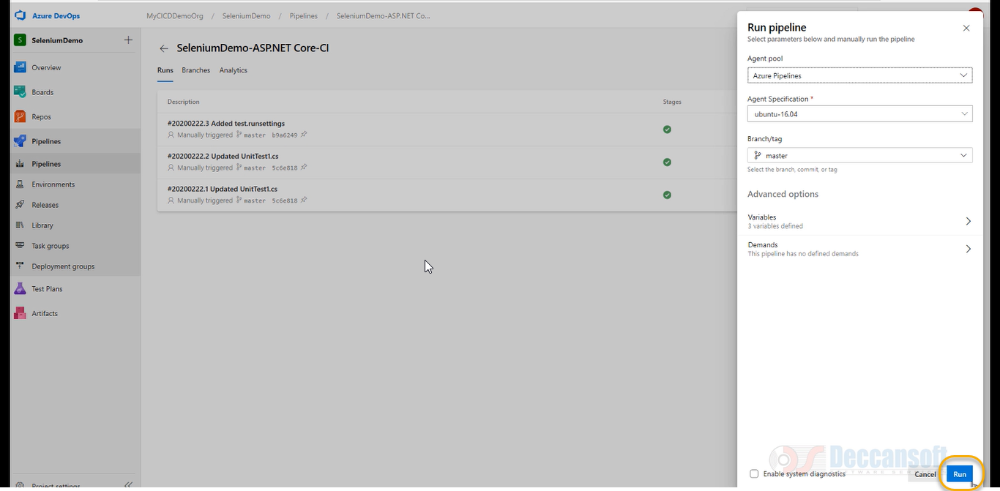 Azure DevOps
MyCICDDemoOrg / SeleniumDemo / Pipelines / SeleniumDemo-ASP.NET Co...
S SeleniumDemo
Overview
Boards
Repos
Pipelines
Pipelines
Environments
Releases
Library
Task groups
Deployment groups
Test Plans
Artifacts
Project settings
SeleniumDemo-ASP.NET Core-CI
Runs Branches Analytics
Description Stages
#20200222.3 Added test.runsettings
Manually triggered master b9a6249
#20200222.2 Updated UnitTest1.cs
Manually triggered master 5c6e818
#20200222.1 Updated UnitTest1.cs
Manually triggered master 5c6e818
Run pipeline
Select parameters below and manually run the pipeline
Agent pool
Azure Pipelines
Agent Specification *
ubuntu-16.04
Branch/tag
master
Select the branch, commit, or tag
Advanced options
Variables
3 variables defined
Demands
This pipeline has no defined demands
Deccansoft
Enable system diagnostics
Cancel Run